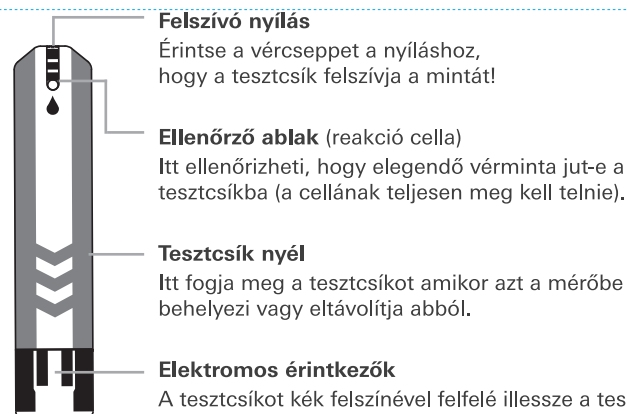 Felszívó nyílás
Érintse a vércseppet a nyíláshoz,
hogy a tesztcsík felszívja a mintát!
Ellenőrző ablak (reakció cella)
Itt ellenőrizheti, hogy elegendő vérminta jut-e a
tesztcsíkba (a cellának teljesen meg kell telnie).
Tesztcsík nyél
Itt fogja meg a tesztcsíkot amikor azt a mérőbe
behelyezi vagy eltávolítja abból.
Elektromos érintkezők
A tesztcsíkot kék felszínével felfelé illessze a tes